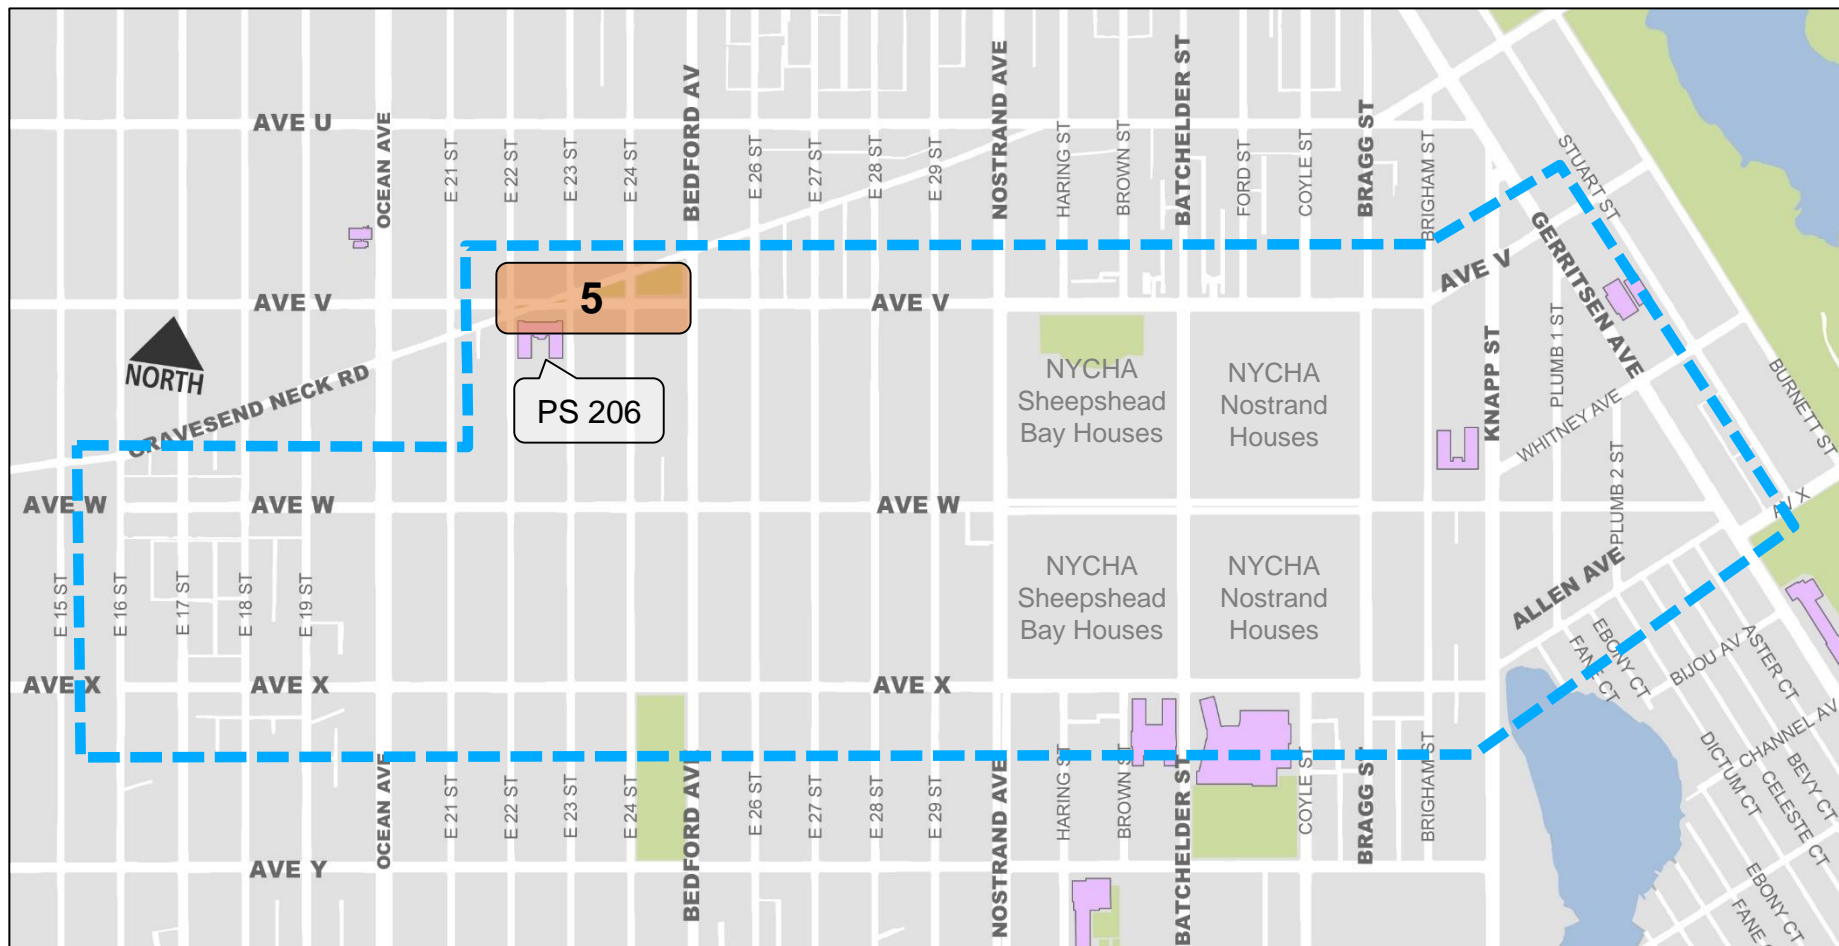 AVE U
OCEAN AVE
E 21 ST
E 22 ST
E 23 ST
E 24 ST
BEDFORD AV
E 26 ST
E 27 ST
E 28 ST
E 29 ST
NOSTRAND AVE
HARING ST
BROWN ST
BATCHELDER ST
FORD ST
COYLE ST
BRAGG ST
BRIGHAM ST
STUART ST
GERRITSEN AVE
AVE V
AVE V
AVE V
5
PS 206
NORTH
GRAVESEND NECK RD
NYCHA
Sheepshead
Bay Houses
NYCHA
Nostrand
Houses
KNAPP ST
PLUMB 1 ST
WHITNEY AVE
BURNETT ST
PLUMB 2 ST
AV X
AVE W
AVE W
AVE W
E 15 ST
E 16 ST
E 17 ST
E 18 ST
E 19 ST
NYCHA
Sheepshead
Bay Houses
NYCHA
Nostrand
Houses
ALLEN AVE
FANE CT
EBONY CT
BIJOU AV
ASTER CT
CHANNEL AV
DICTUM CT
CELESTE CT
BEVY CT
AVE X
AVE X
AVE X
OCEAN AVE
E 21 ST
E 22 ST
E 23 ST
E 24 ST
BEDFORD AVE
E 26 ST
E 27 ST
E 28 ST
E 29 ST
NOSTRAND AVE
HARING ST
BROWN ST
BATCHELDER ST
COYLE ST
BRAGG ST
BRIGHAM ST
AVE Y
EBONY CT
FANE C